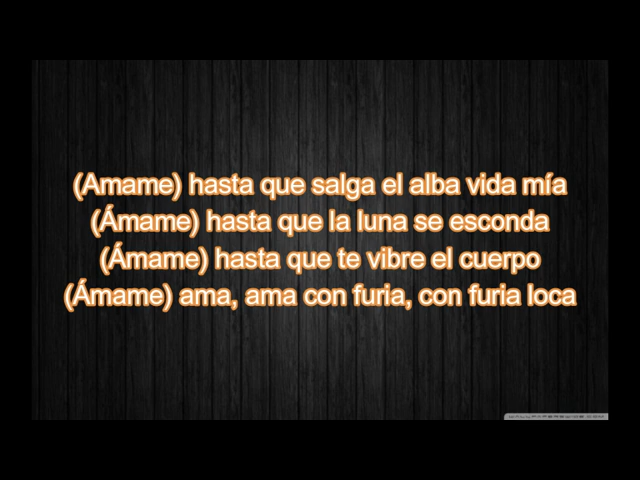 (Amame) hasta que salga el alba vida mía
(Ámame) hasta que la luna se esconda
(Ámame) hasta que te vibre el cuerpo
(Ámame) ama, ama con furia, con furia loca